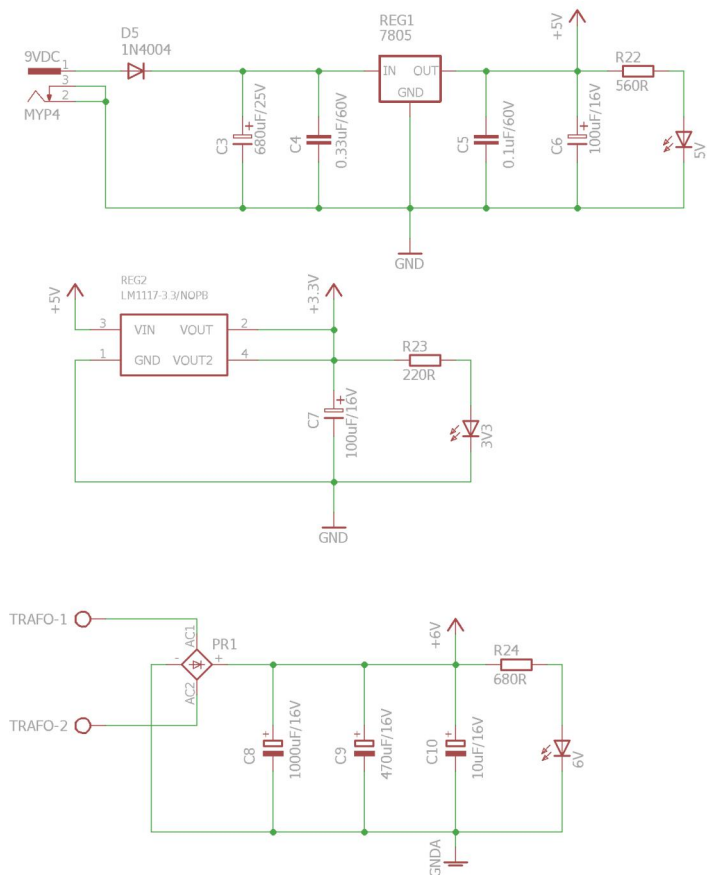 D5
1N4004
9VDC
1
3
2
MYP4
C3
680uF/25V
C4
0.33uF/60V
REG1
7805
IN
OUT
GND
C5
0.1uF/60V
+5V
C6
100uF/16V
R22
560R
5V
GND
REG2
LM1117-3.3/NOPB
+5V
3
VIN
VOUT
2
1
GND
VOUT2
4
+3.3V
C7
100uF/16V
R23
220R
3V3
GND
TRAFO-1
TRAFO-2
AC1
AC2
-
+
PR1
C8
1000uF/16V
C9
470uF/16V
+6V
C10
10uF/16V
R24
680R
6V
GNDA